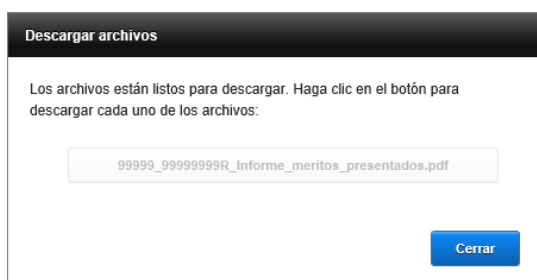 Descargar archivos
Los archivos están listos para descargar. Haga clic en el botón para
descargar cada uno de los archivos:
99999_99999999R_Informe_meritos_presentados.pdf
Cerrar